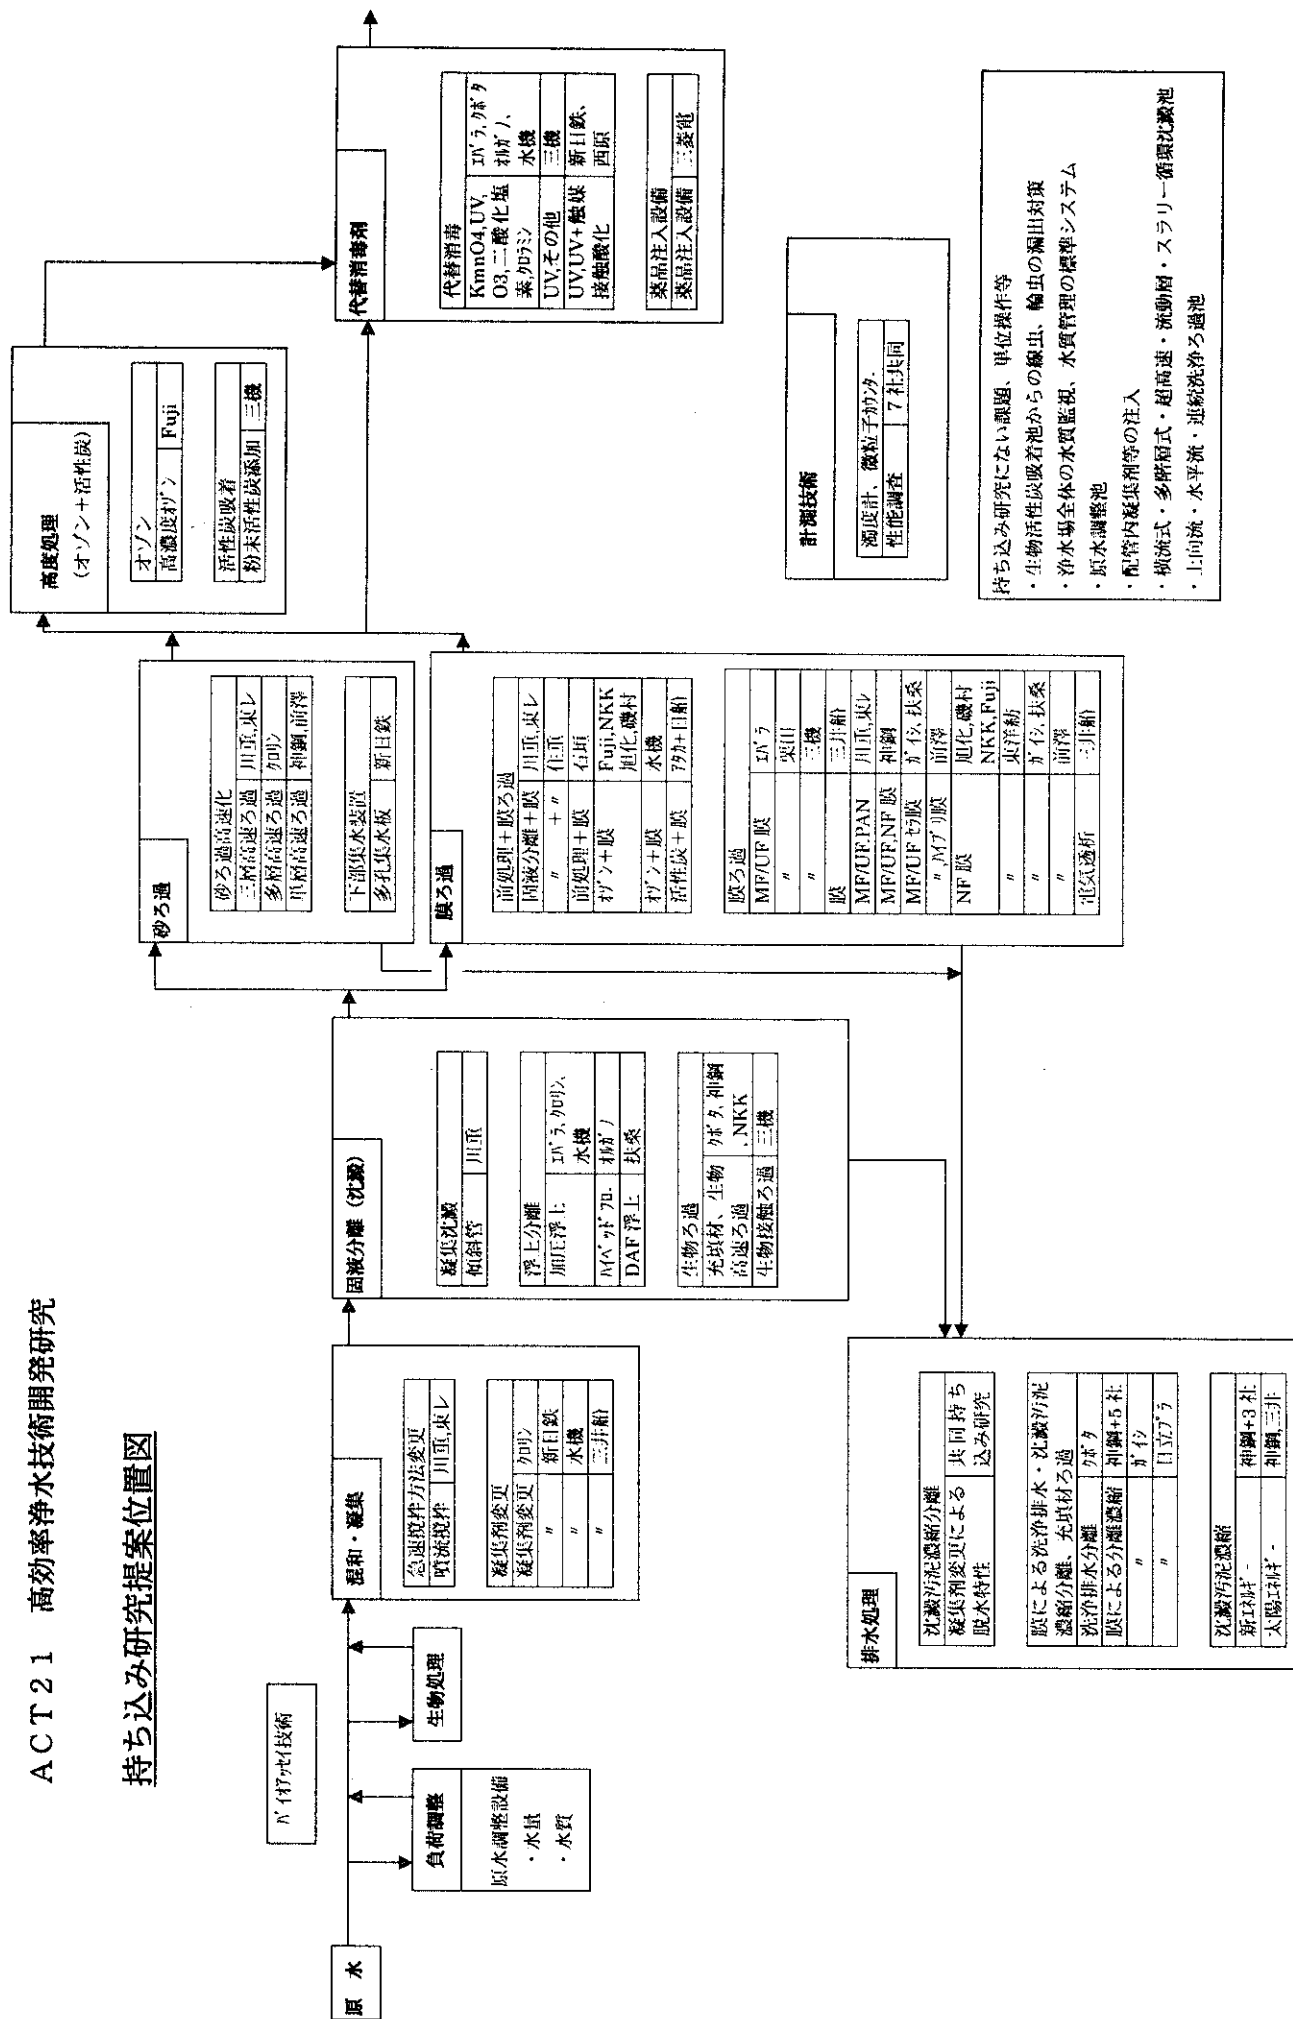 ACT21　高効率浄水技術開発研究
持ち込み研究提案位置図
原　水
バイオアッセイ技術
負荷調整
原水調整設備
・水量
・水質
生物処理
混和・凝集
急速撹拌方法変更
噴流撹拌　川重,東レ
凝集剤変更
凝集剤変更　クロリン
〃　新日鉄
〃　水機
〃　三井船
固液分離（沈澱）
凝集沈澱
傾斜管　川重
浮上分離
加圧浮上　エバラ,クロリン、
水機
ハイベッド フロ.　オルガノ
DAF 浮上　扶桑
生物ろ過
充填材、生物　クボタ,神鋼
高速ろ過　,NKK
生物接触ろ過　三機
砂ろ過
砂ろ過高速化
三層高速ろ過　川重,東レ
多層高速ろ過　クロリン
単層高速ろ過　神鋼,前澤
下部集水装置
多孔集水板　新日鉄
膜ろ過
前処理+膜ろ過
固液分離+膜　川重,東レ
〃　+〃　住重
前処理+膜　石垣
オゾン+膜　Fuji,NKK
旭化,磯村
オゾン+膜　水機
活性炭+膜　アタカ+日船
膜ろ過
MF/UF 膜　エバラ
〃　栗田
〃　三機
膜　三井船
MF/UF,PAN　川重,東レ
MF/UF,NF 膜　神鋼
MF/UF セラ膜　ガイシ,扶桑
〃,ハイブリ膜　前澤
NF 膜　旭化,磯村
NKK,Fuji
〃　東洋紡
〃　ガイシ,扶桑
〃　前澤
電気透析　三井船
高度処理
（オゾン＋活性炭）
オゾン
高濃度オゾン　Fuji
活性炭吸着
粉末活性炭添加　三機
代替消毒剤
代替消毒
KmnO4,UV,　エバラ,クボタ
O3,二酸化塩　オルガノ、
素,クロラミン　水機
UV,その他　三機
UV,UV+触媒　新日鉄、
接触酸化　西原
薬品注入設備
薬品注入設備　三菱電
排水処理
沈澱汚泥濃縮分離
凝集剤変更による　共同持ち
脱水特性　込み研究
膜による洗浄排水・沈澱汚泥
濃縮分離、充填材ろ過
洗浄排水分離　クボタ
膜による分離濃縮　神鋼+5 社
〃　ガイシ
〃　日立プラ
沈澱汚泥濃縮
新エネルギー　神鋼+3 社
太陽エネルギー　神鋼,三井
計測技術
濁度計、微粒子カウンター
性能調査　7 社共同
持ち込み研究にない課題、単位操作等
・生物活性炭吸着池からの線虫、輪虫の漏出対策
・浄水場全体の水質監視、水質管理の標準システム
・原水調整池
・配管内凝集剤等の注入
・横流式・多階層式・超高速・流動層・スラリー循環沈澱池
・上向流・水平流・連続洗浄ろ過池